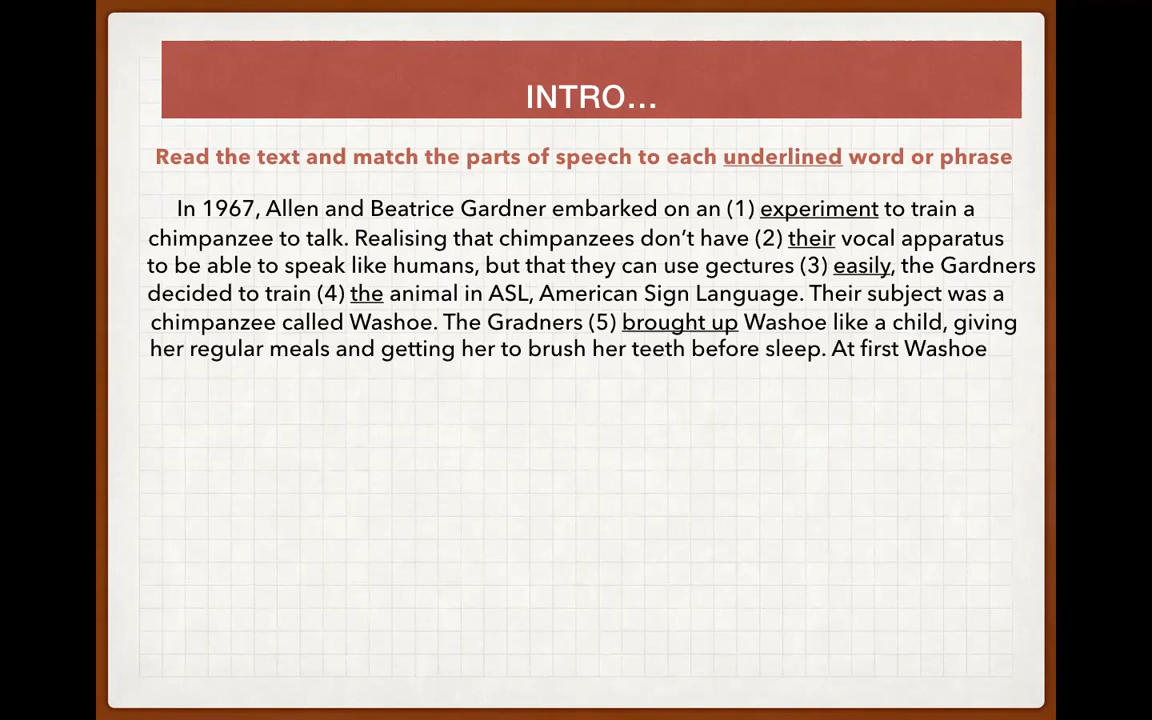 INTRO...
Read the text and match the parts of speech to each underlined word or phrase
In 1967, Allen and Beatrice Gardner embarked on an (1) experiment to train a
chimpanzee to talk. Realising that chimpanzees don’t have (2) their vocal apparatus
to be able to speak like humans, but that they can use gectures (3) easily, the Gardners
decided to train (4) the animal in ASL, American Sign Language. Their subject was a
chimpanzee called Washoe. The Gradners (5) brought up Washoe like a child, giving
her regular meals and getting her to brush her teeth before sleep. At first Washoe